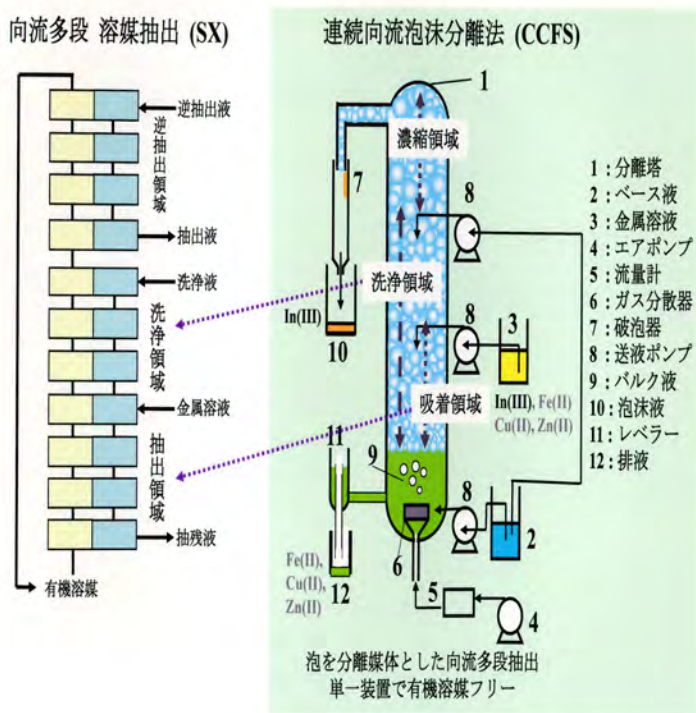 向流多段 溶媒抽出 (SX)
逆抽出液
逆抽出領域
抽出液
洗浄液
洗浄領域
金属溶液
抽出領域
抽残液
有機溶媒
連続向流泡沫分離法 (CCFS)
1
濃縮領域
7
8
洗浄領域
In(III)
10
8
3
In(III), Fe(II)
Cu(II), Zn(II)
吸着領域
11
9
8
2
6
Fe(II),
Cu(II),
Zn(II)
12
5
4
1 : 分離塔
2 : ベース液
3 : 金属溶液
4 : エアポンプ
5 : 流量計
6 : ガス分散器
7 : 破泡器
8 : 送液ポンプ
9 : バルク液
10 : 泡沫液
11 : レベラー
12 : 排液
泡を分離媒体とした向流多段抽出
単一装置で有機溶媒フリー